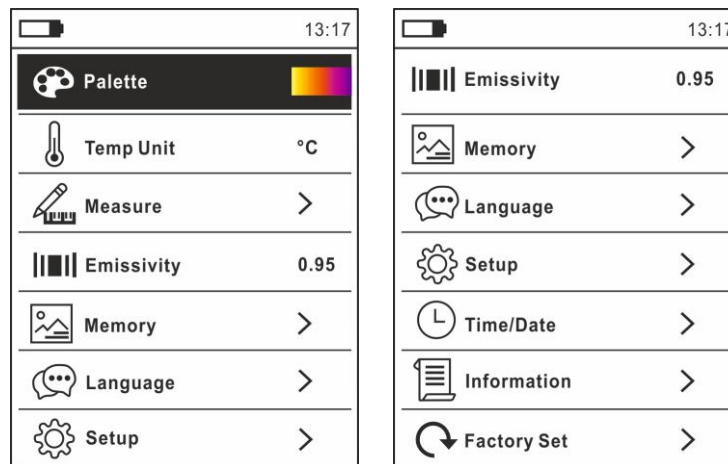 13:17
Palette
Temp Unit °C
Measure
Emissivity 0.95
Memory
Language
Setup
13:17
Emissivity 0.95
Memory
Language
Setup
Time/Date
Information
Factory Set